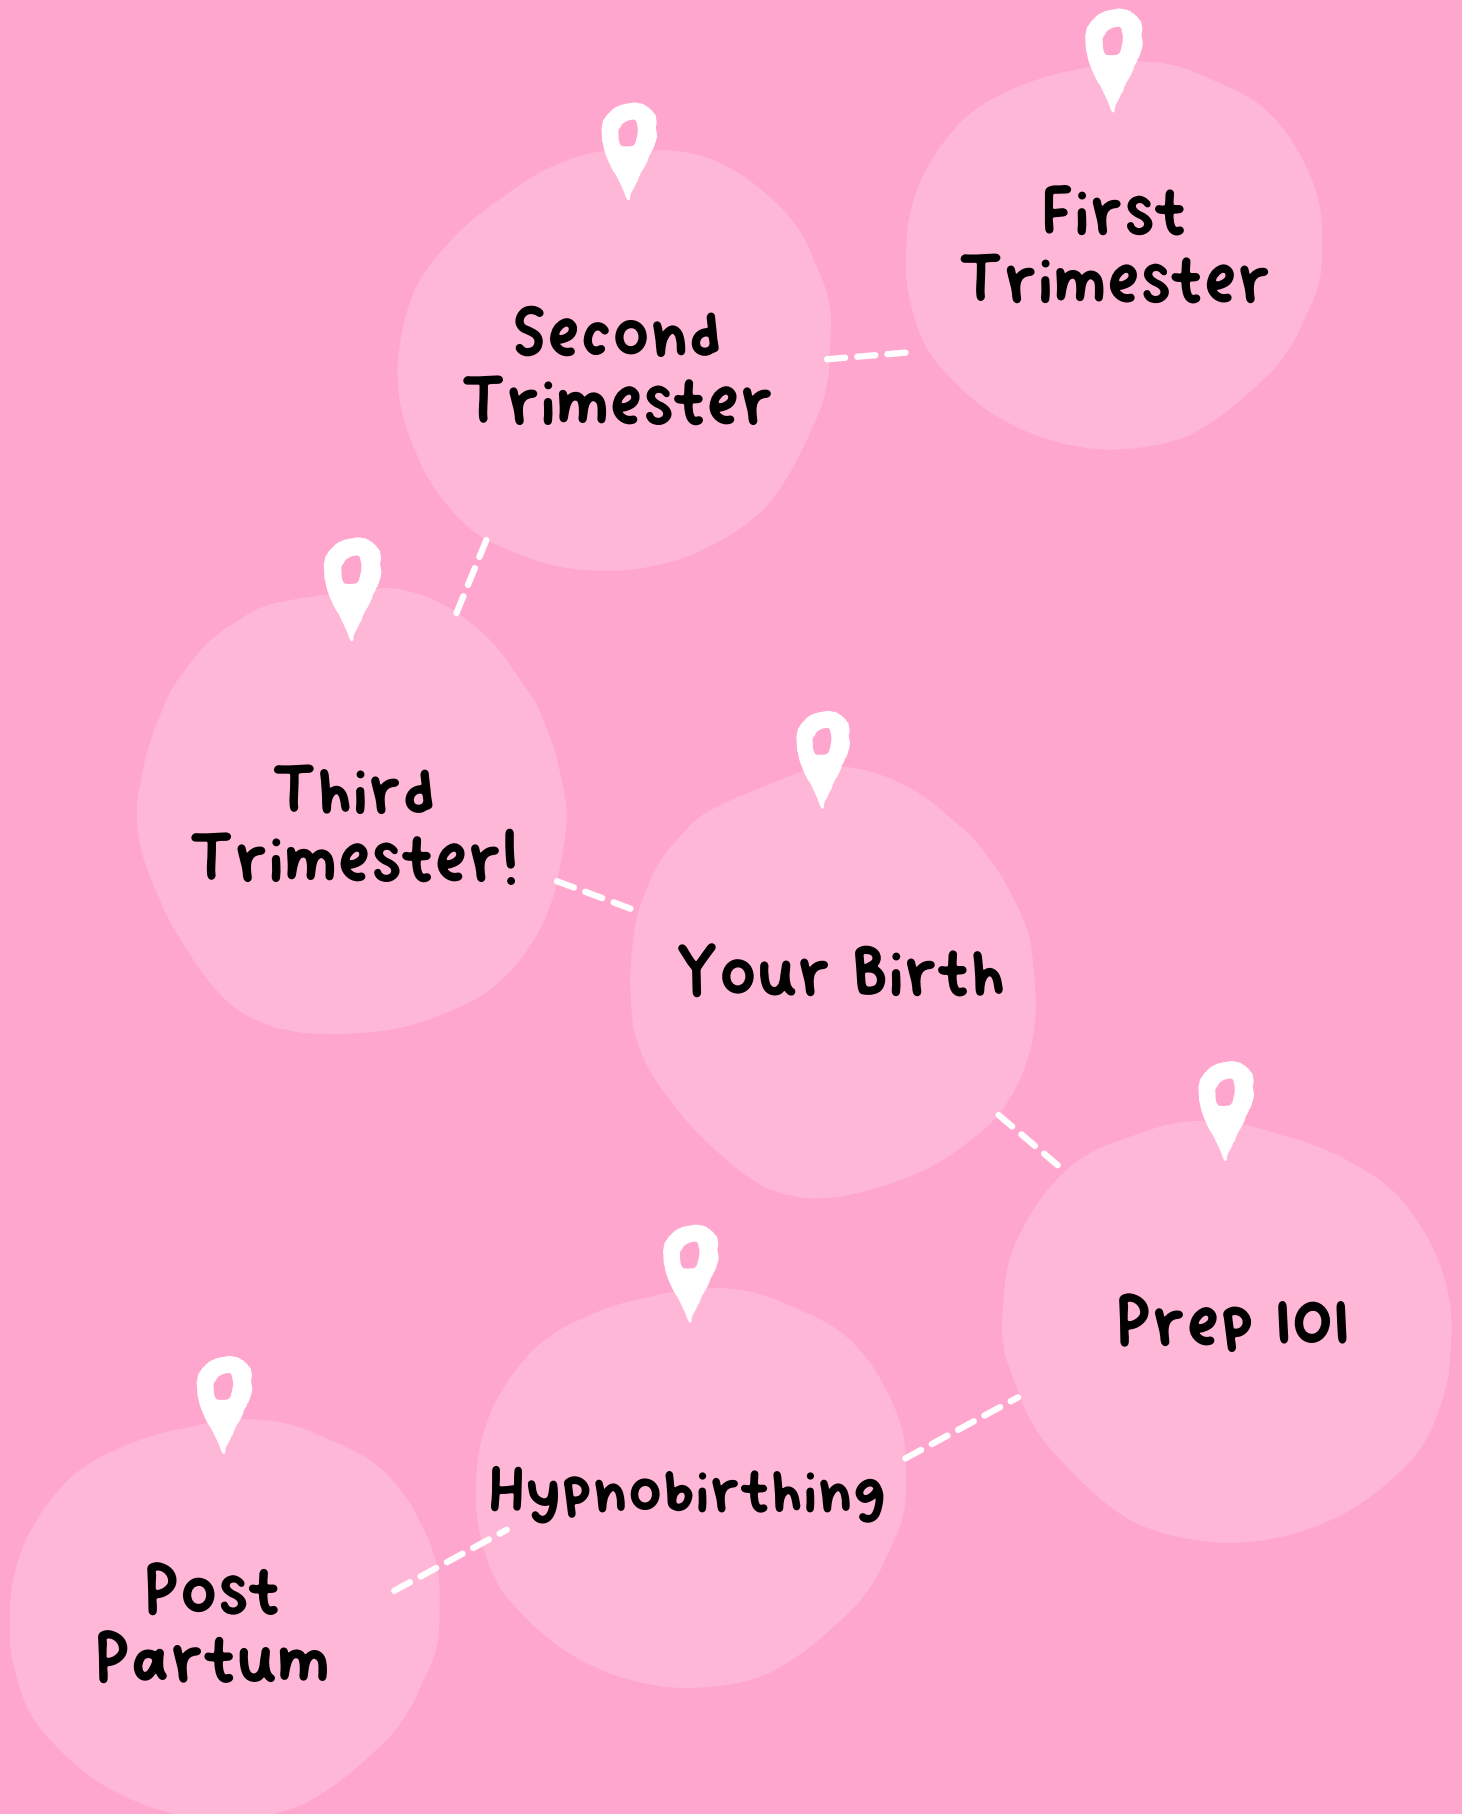 First
Trimester
Second
Trimester
Third
Trimester!
Your Birth
Prep 101
Hypnobirthing
Post
Partum